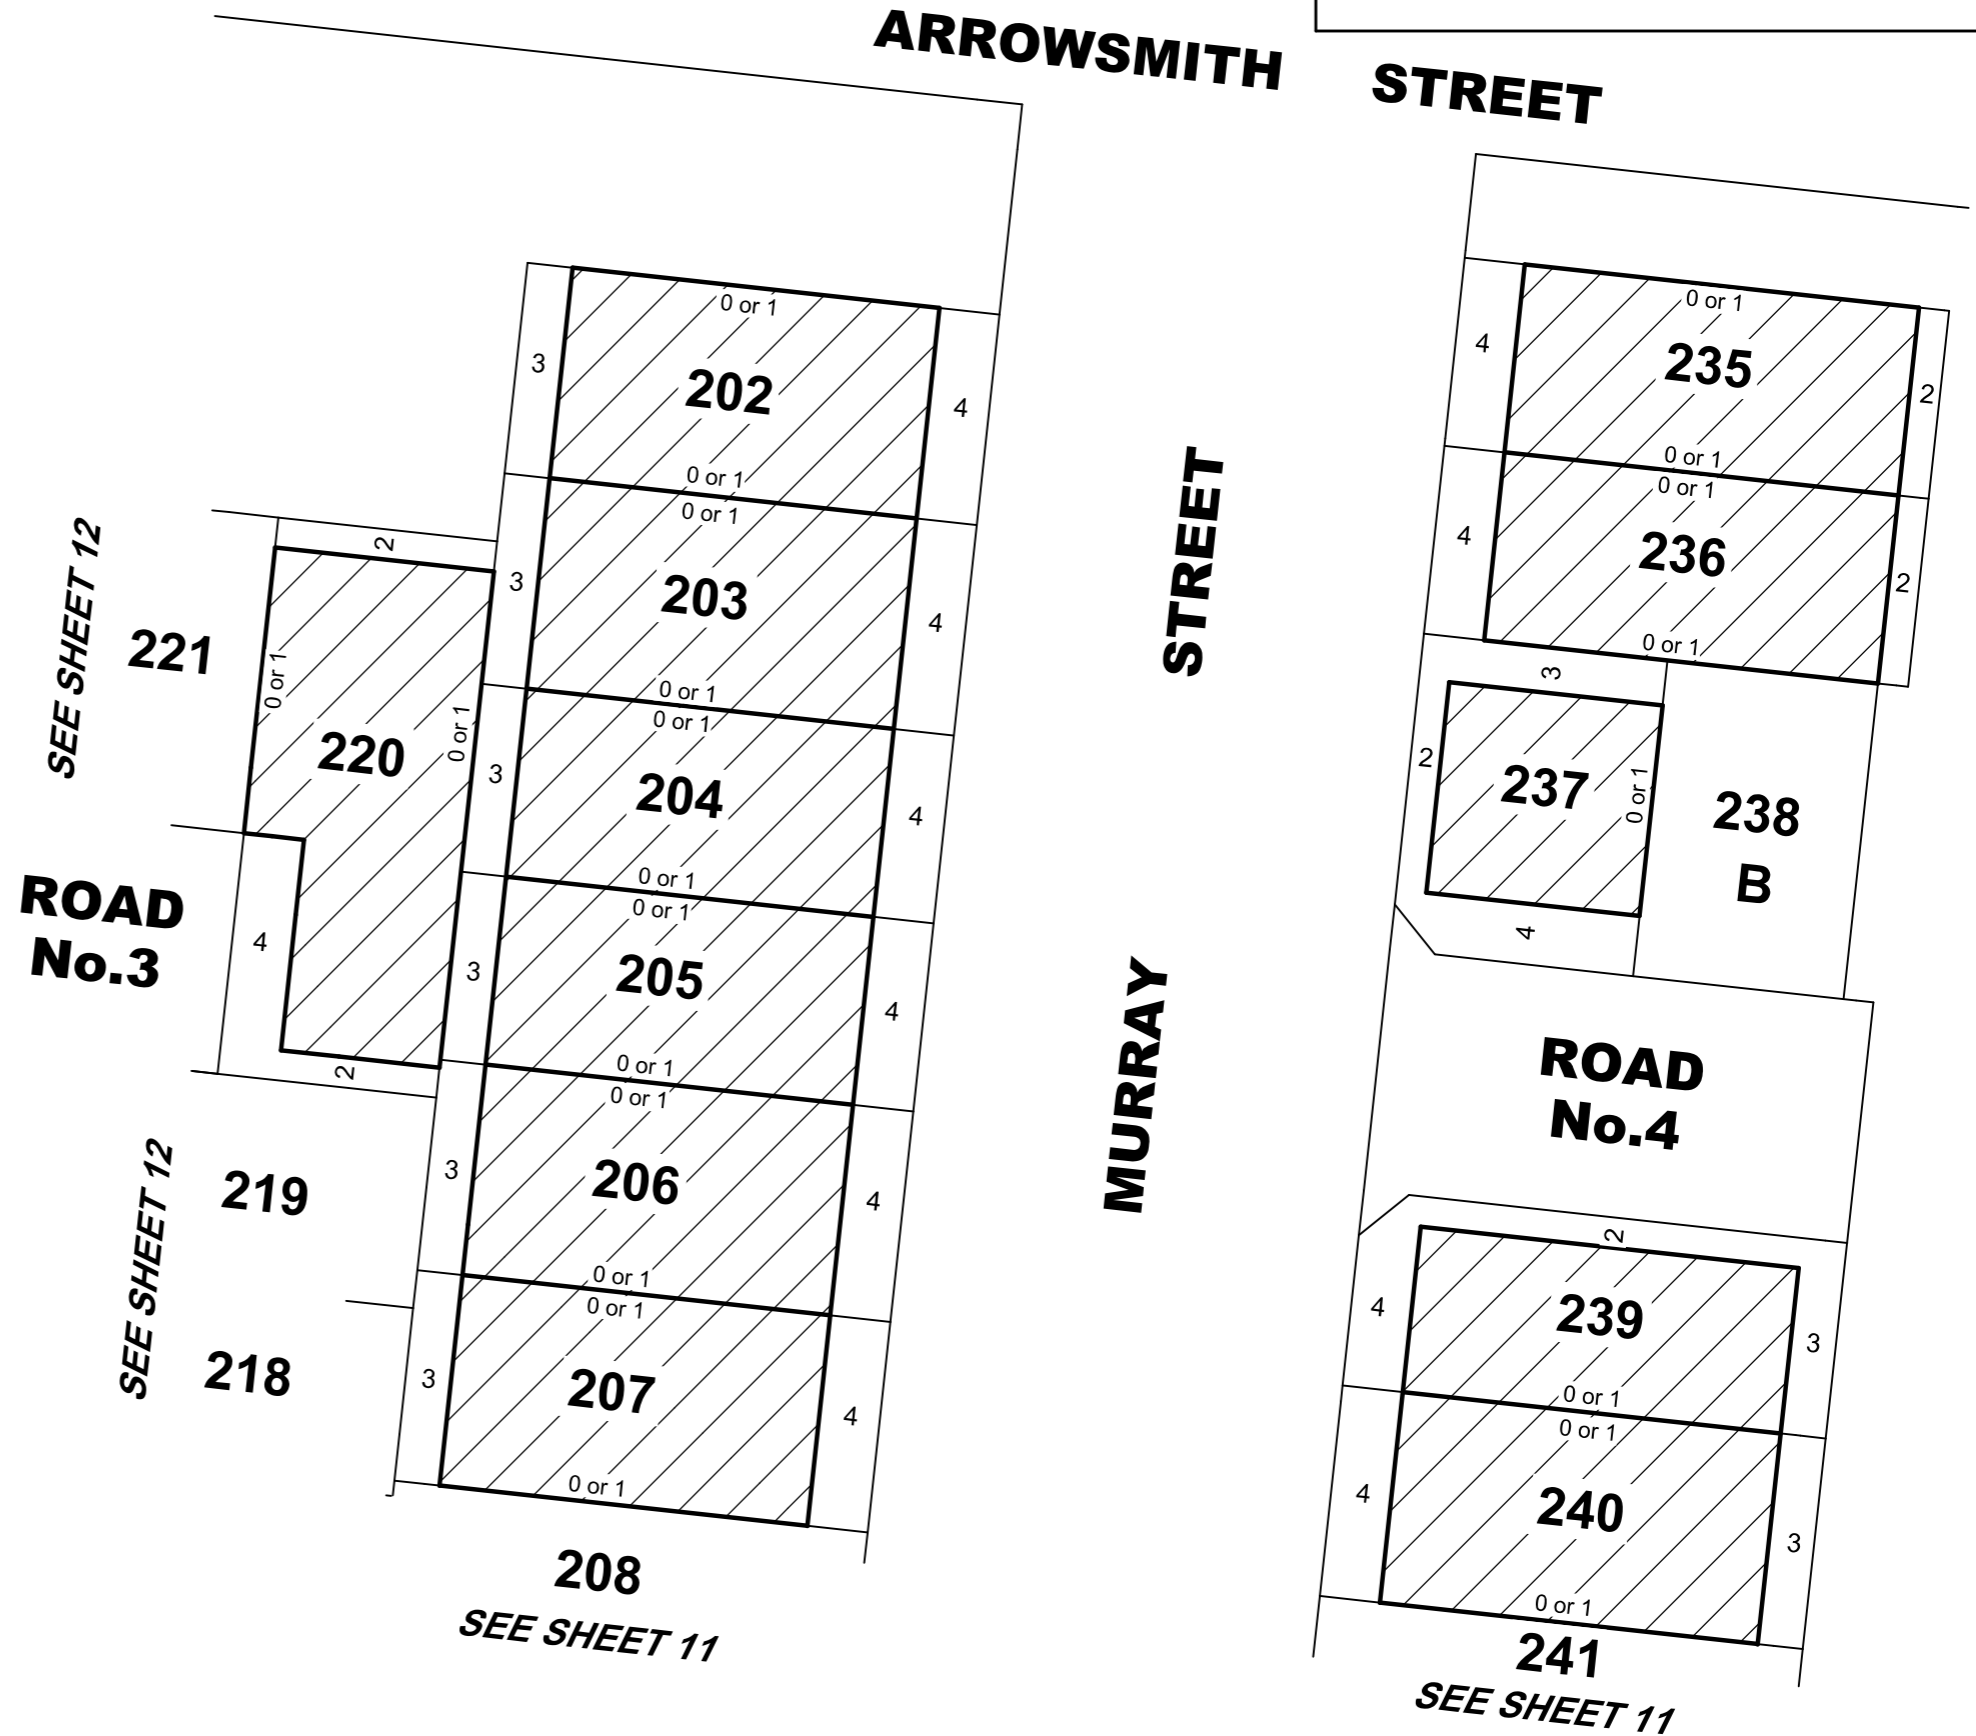 ARROWSMITH STREET
0 or 1
3
202
4
0 or 1
0 or 1
3
203
4
0 or 1
0 or 1
3
204
4
0 or 1
0 or 1
3
205
4
0 or 1
0 or 1
3
206
4
0 or 1
0 or 1
3
207
4
0 or 1
208
SEE SHEET 11
SEE SHEET 12
221
2
0 or 1
220
0 or 1
ROAD
No.3
4
2
SEE SHEET 12
219
218
MURRAY STREET
0 or 1
4
235
2
0 or 1
0 or 1
4
236
2
0 or 1
3
2
237
0 or 1
4
238
B
ROAD
No.4
2
4
239
3
0 or 1
0 or 1
4
240
3
0 or 1
241
SEE SHEET 11